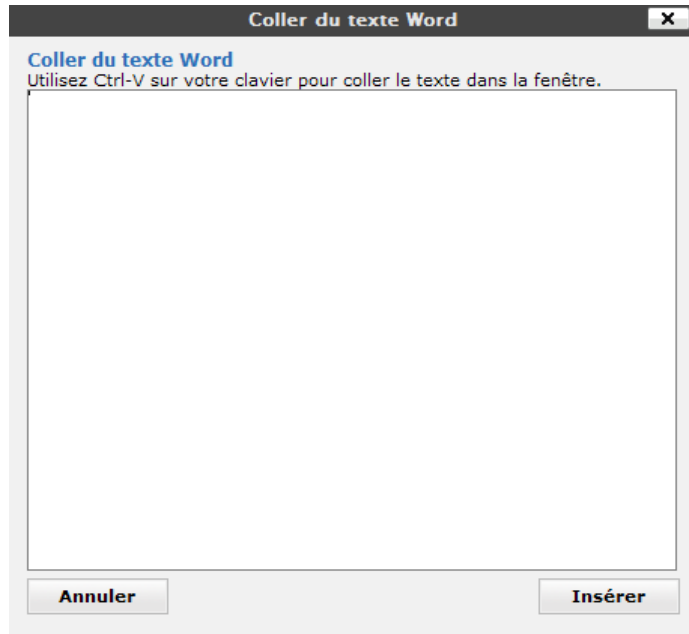 Coller du texte Word
Coller du texte Word
Utilisez Ctrl-V sur votre clavier pour coller le texte dans la fenêtre.
Annuler
Insérer